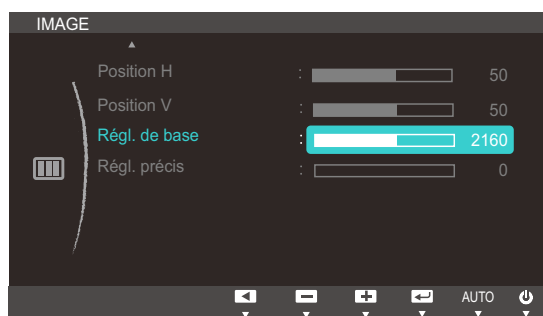 IMAGE
Position H : 50
Position V : 50
Régl. de base : 2160
Régl. précis : 0
AUTO